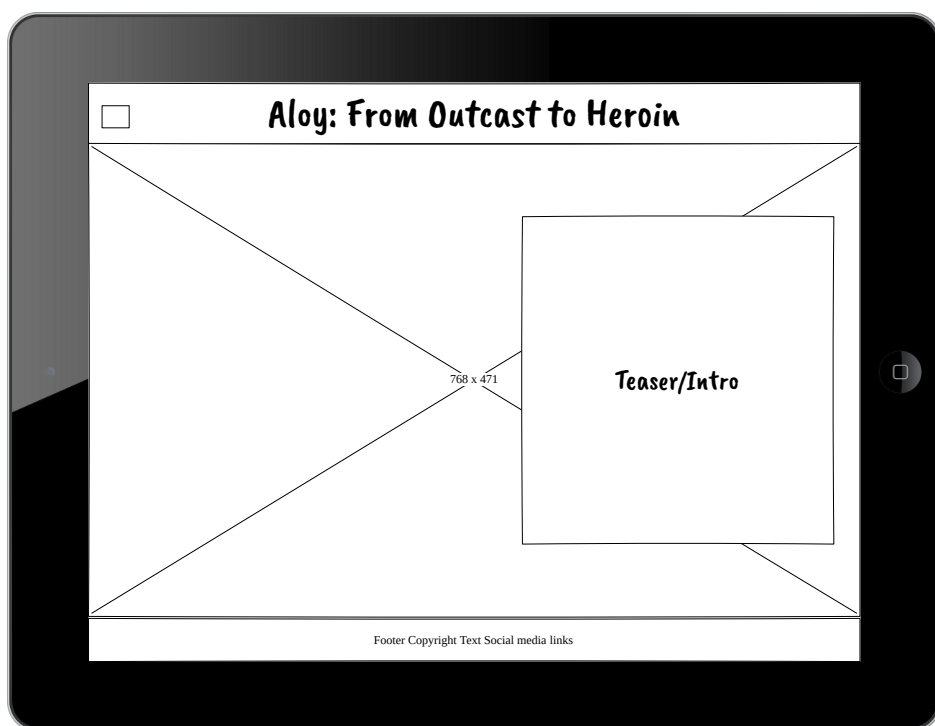 Aloy: From Outcast to Heroin
768 x 471
Teaser/Intro
Footer Copyright Text Social media links